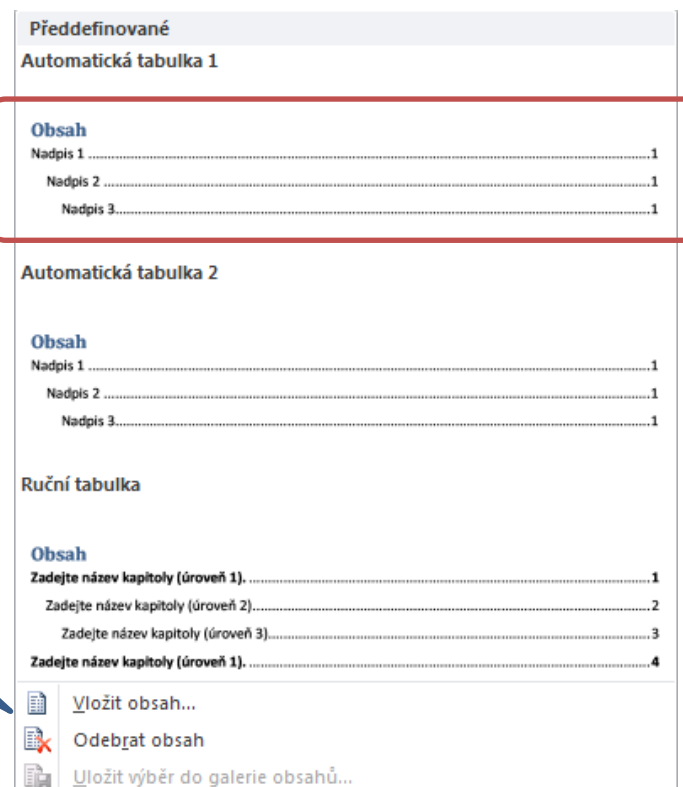 Předdefinované
Automatická tabulka 1
Obsah
Nadpis 1 ........................................................................................................1
Nadpis 2 ........................................................................................................1
Nadpis 3........................................................................................................1
Automatická tabulka 2
Obsah
Nadpis 1 ........................................................................................................1
Nadpis 2 ........................................................................................................1
Nadpis 3........................................................................................................1
Ruční tabulka
Obsah
Zadejte název kapitoly (úroveň 1). ........................................................................1
Zadejte název kapitoly (úroveň 2)........................................................................2
Zadejte název kapitoly (úroveň 3)........................................................................3
Zadejte název kapitoly (úroveň 1). ........................................................................4
Vložit obsah...
Odebrat obsah
Uložit výběr do galerie obsahů...